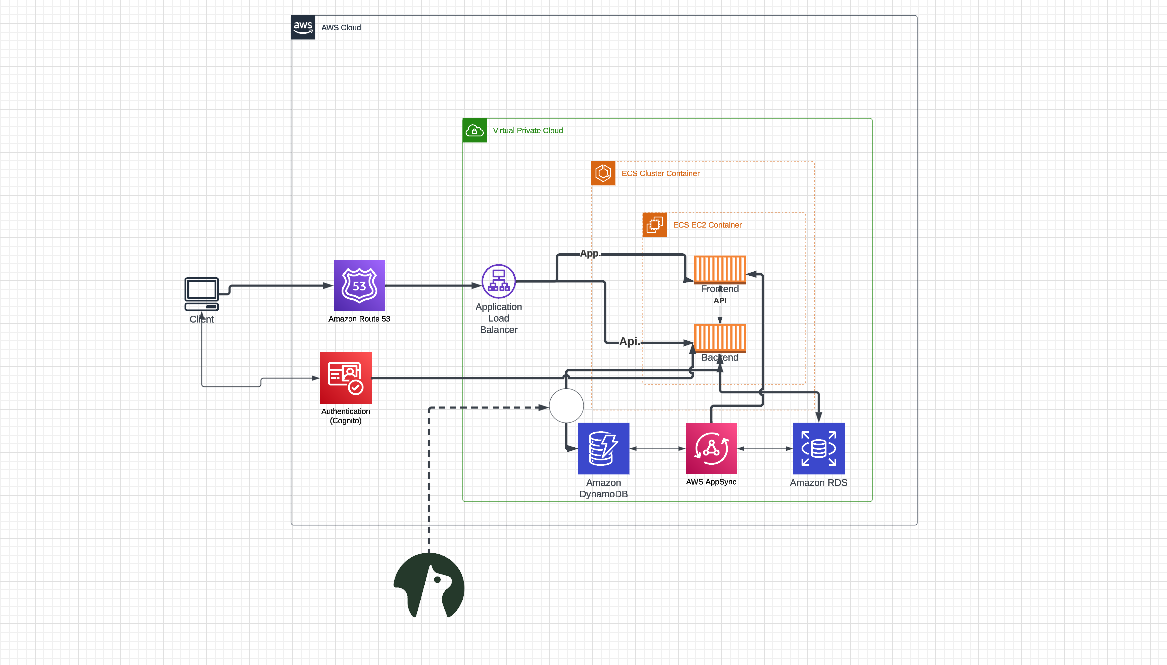 aws
AWS Cloud
Virtual Private Cloud
ECS Cluster Container
ECS EC2 Container
App.
53
Frontend
API
Client
Amazon Route 53
Application
Load
Balancer
Api.
Backend
Authentication
(Cognito)
Amazon
DynamoDB
AWS AppSync
Amazon RDS